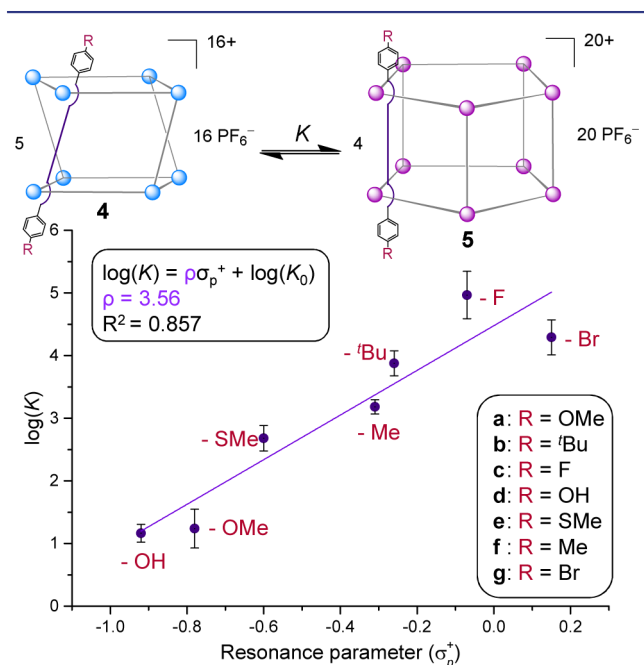 R
16+
5
16 PF₆⁻
R
4
K
R
20+
4
20 PF₆⁻
R
5
log(K) = ρσₚ⁺ + log(K₀)
ρ = 3.56
R² = 0.857
- F
- Br
- ᵗBu
- Me
- SMe
- OMe
- OH
a: R = OMe
b: R = ᵗBu
c: R = F
d: R = OH
e: R = SMe
f: R = Me
g: R = Br
log(K)
6
5
4
3
2
1
0
-1.0 -0.8 -0.6 -0.4 -0.2 0.0 0.2
Resonance parameter (σₚ⁺)